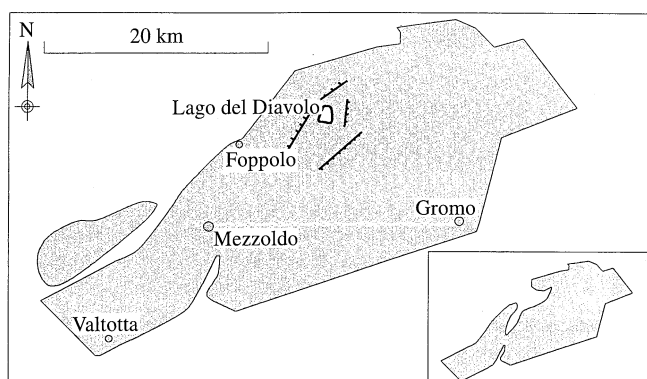 20 km
N
Lago del Diavolo
Foppolo
Gromo
Mezzoldo
Valtotta